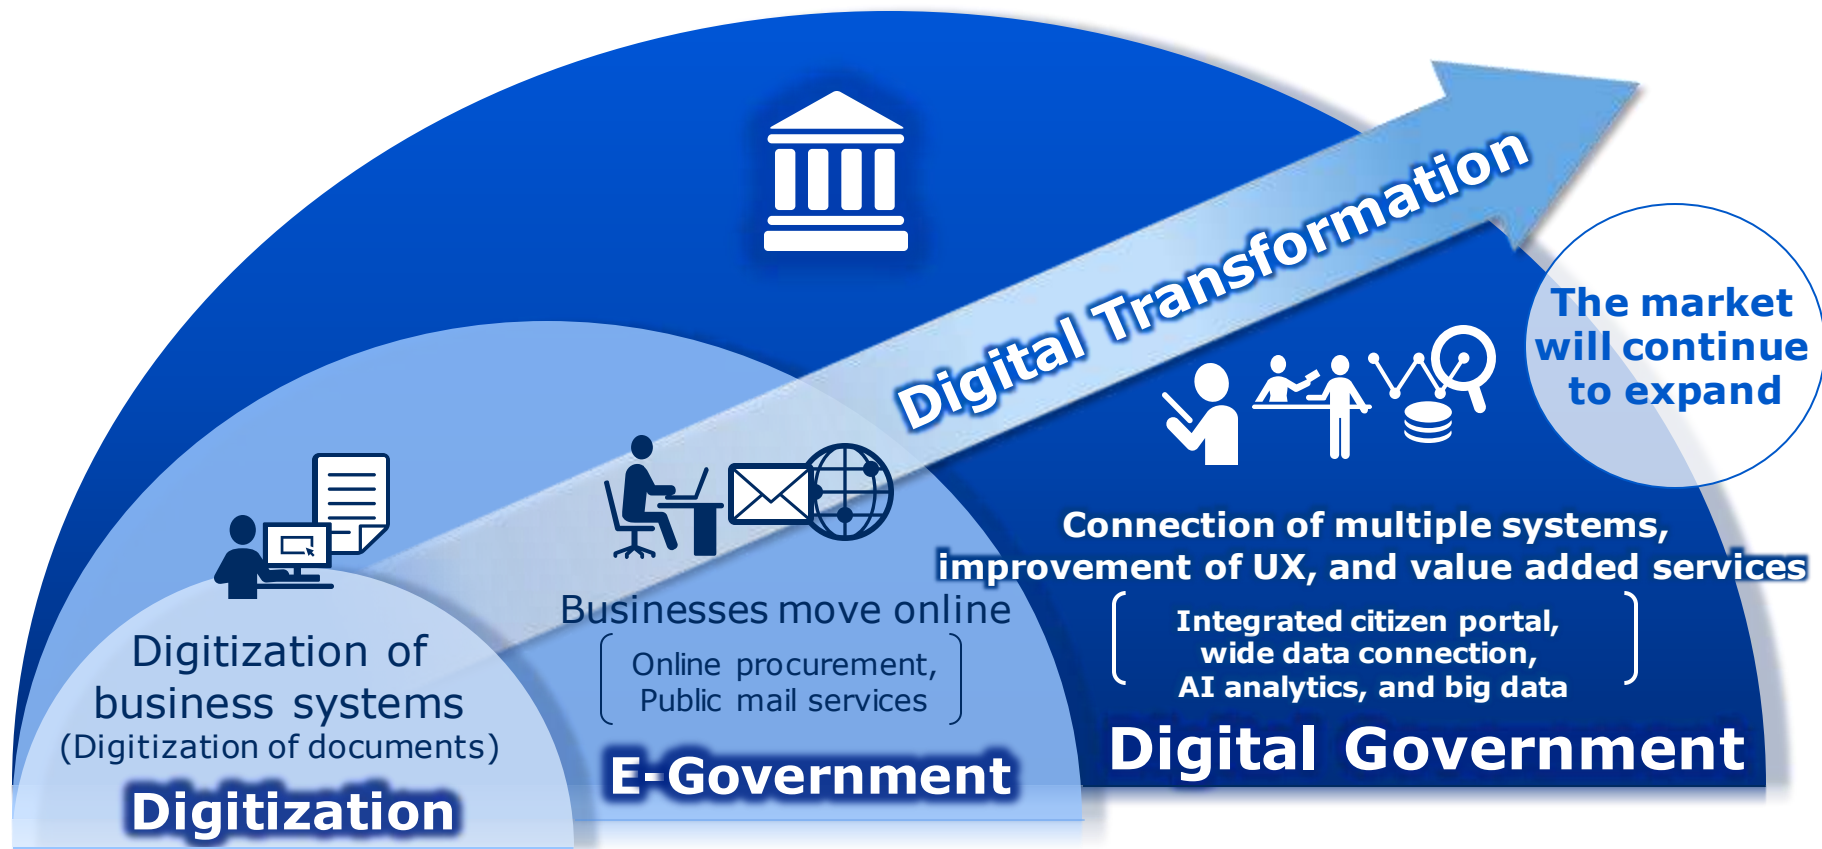 Digital Transformation
The market
will continue
to expand
Digitization of
business systems
(Digitization of documents)
Digitization
Businesses move online
Online procurement,
Public mail services
E-Government
Connection of multiple systems,
improvement of UX, and value added services
Integrated citizen portal,
wide data connection,
AI analytics, and big data
Digital Government